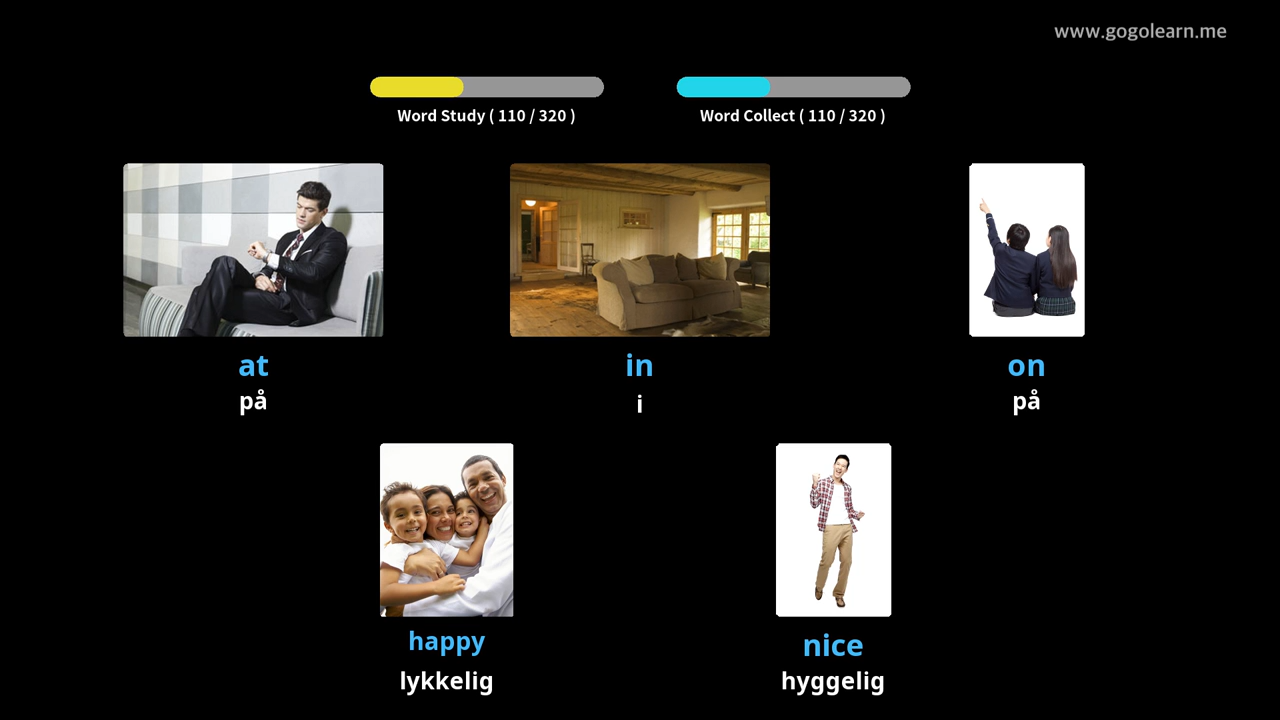 www.gogolearn.me
Word Study ( 110 / 320 )
Word Collect ( 110 / 320 )
at
på
in
i
on
på
happy
lykkelig
nice
hyggelig